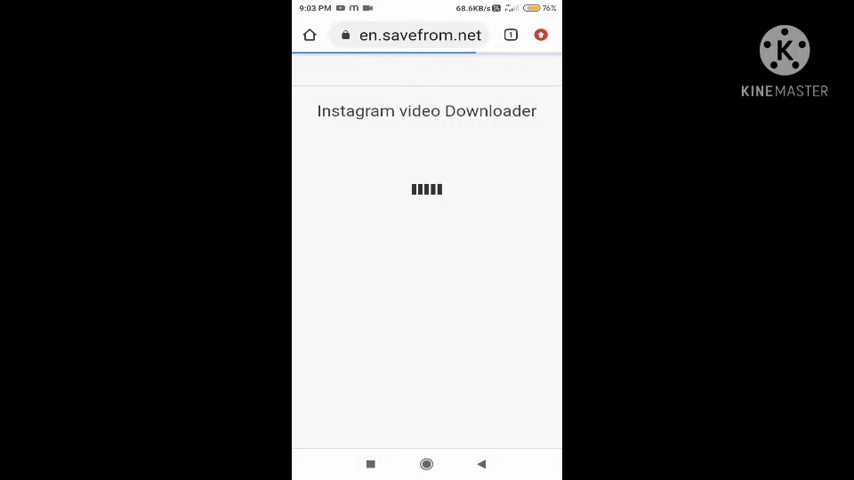 9:03 PM
68.6KB/s
76%
en.savefrom.net
1
Instagram video Downloader
K
KINEMASTER